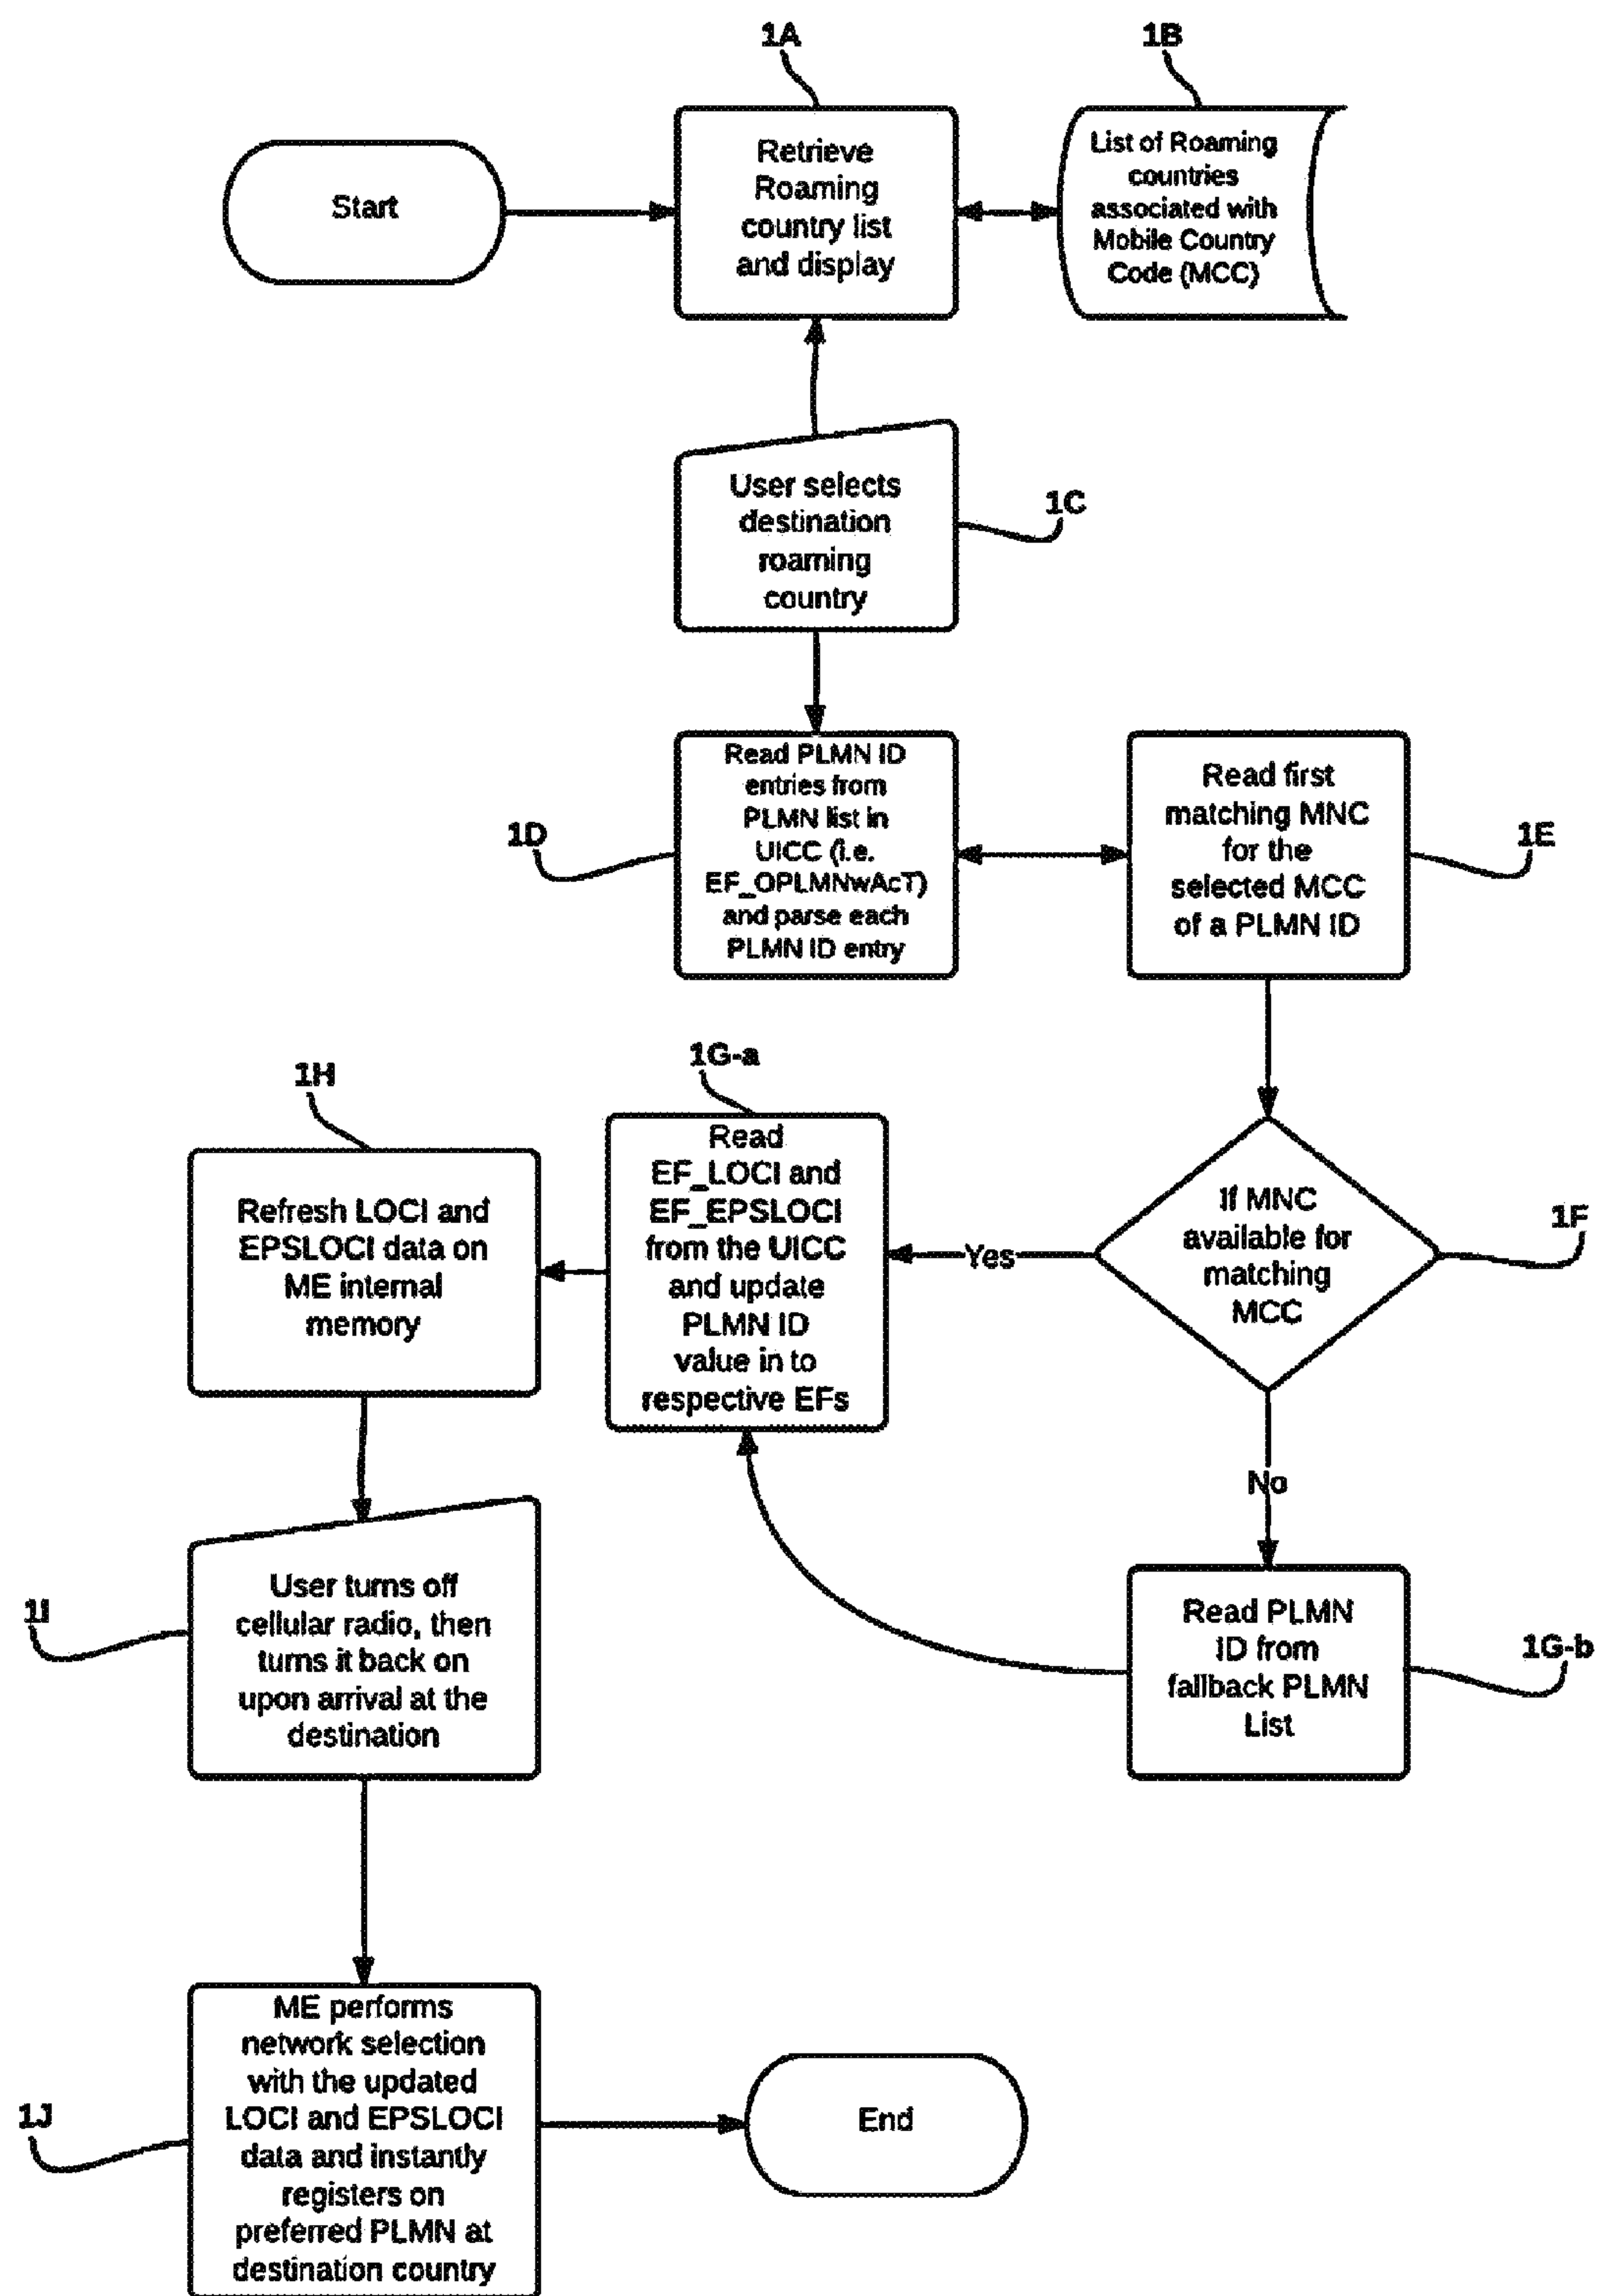 1A
1B
Start
Retrieve
Roaming
country list
and display
List of Roaming
countries
associated with
Mobile Country
Code (MCC)
User selects
destination
roaming
country
1C
1D
Read PLMN ID
entries from
PLMN list in
UICC (i.e.
EF_OPLMNwAcT)
and parse each
PLMN ID entry
Read first
matching MNC
for the
selected MCC
of a PLMN ID
1E
1H
1G-a
Refresh LOCI and
EPSLOCI data on
ME internal
memory
Read
EF_LOCI and
EF_EPSLOCI
from the UICC
and update
PLMN ID
value in to
respective EFs
Yes
If MNC
available for
matching
MCC
1F
No
1I
User turns off
cellular radio, then
turns it back on
upon arrival at the
destination
Read PLMN
ID from
fallback PLMN
List
1G-b
1J
ME performs
network selection
with the updated
LOCI and EPSLOCI
data and instantly
registers on
preferred PLMN at
destination country
End